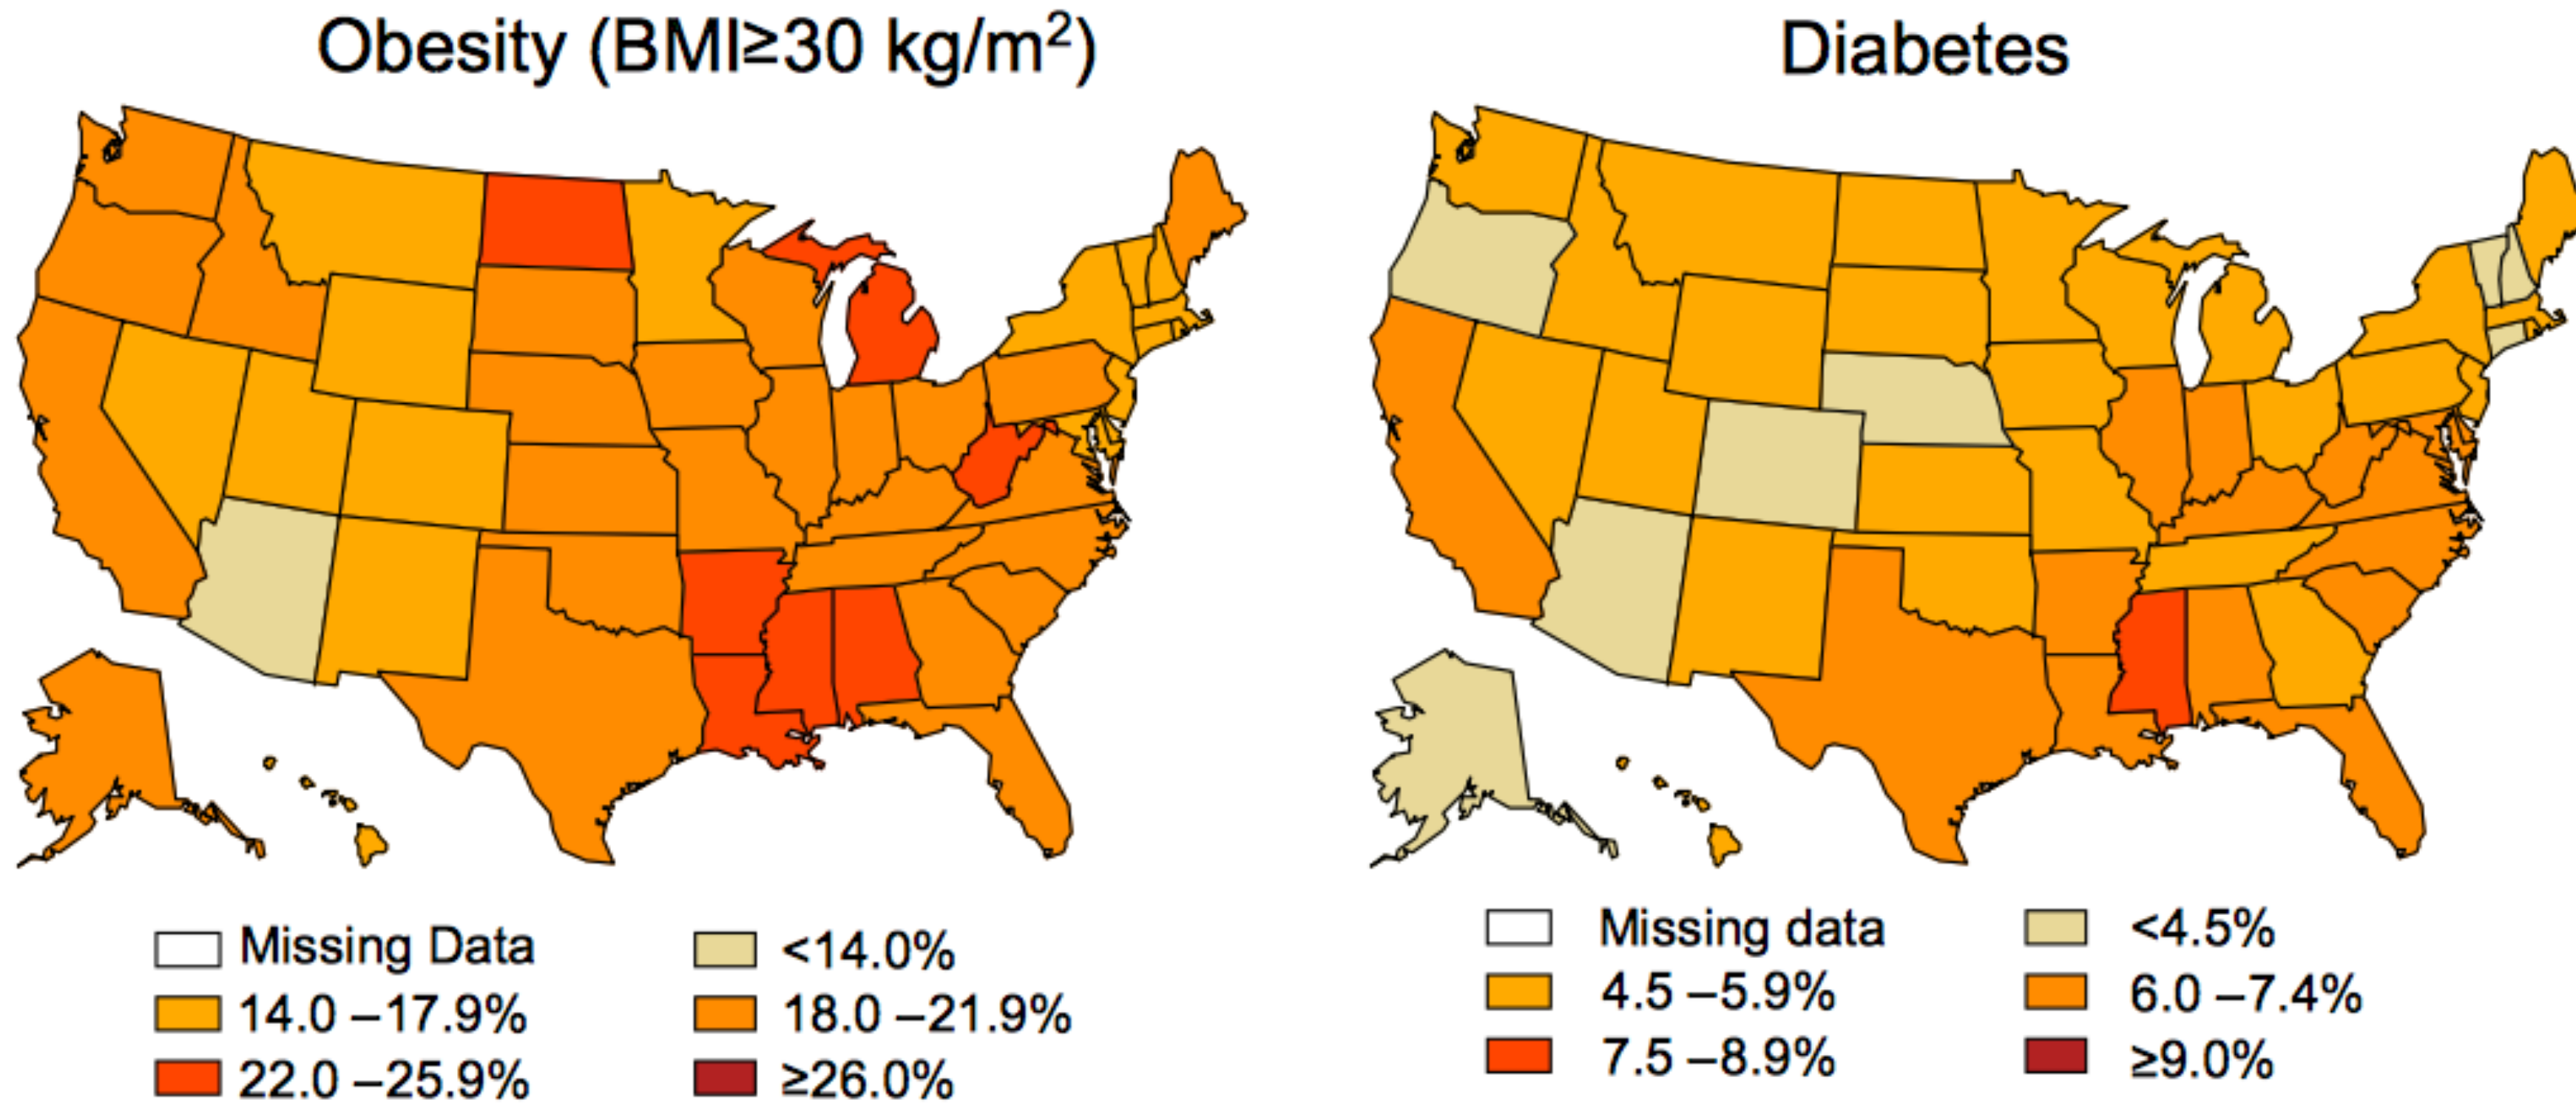 Obesity (BMI≥30 kg/m²)
Diabetes
Missing Data
<14.0%
14.0 –17.9%
18.0 –21.9%
22.0 –25.9%
≥26.0%
Missing data
<4.5%
4.5 –5.9%
6.0 –7.4%
7.5 –8.9%
≥9.0%